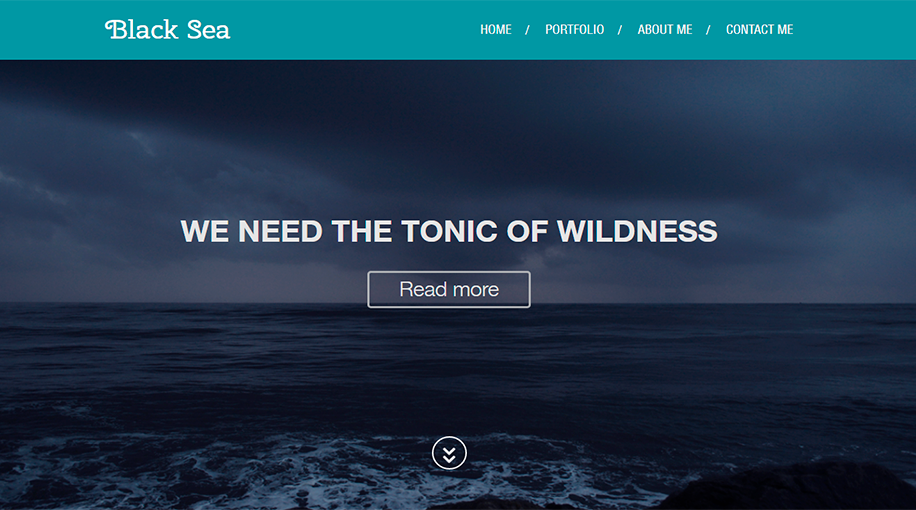 Black Sea
HOME / PORTFOLIO / ABOUT ME / CONTACT ME
WE NEED THE TONIC OF WILDNESS
Read more